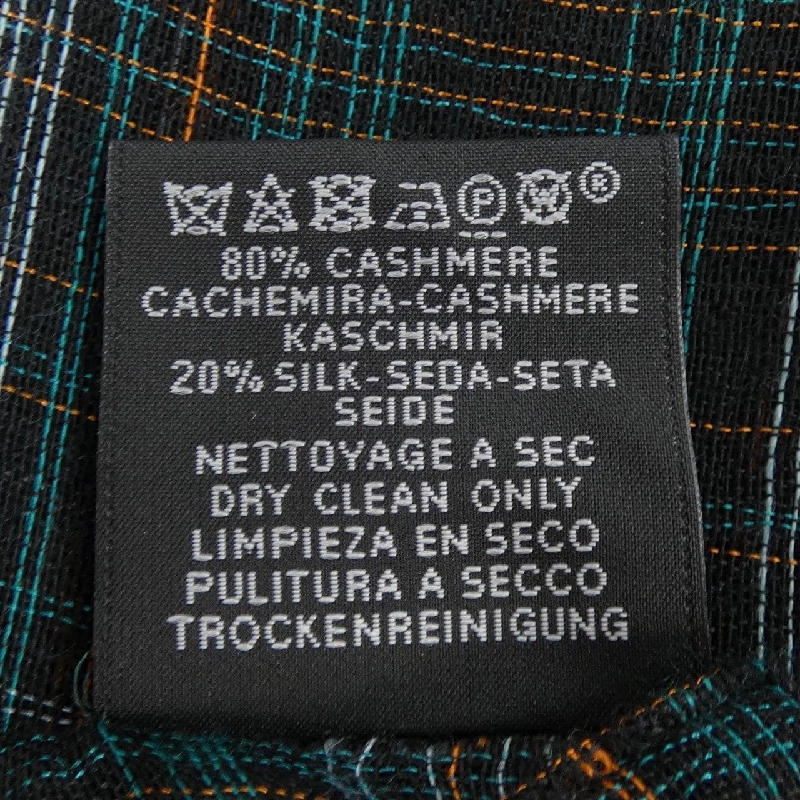 P W ®
80% CASHMERE
CACHEMIRA-CASHMERE
KASCHMIR
20% SILK-SEDA-SETA
SEIDE
NETTOYAGE A SEC
DRY CLEAN ONLY
LIMPIEZA EN SECO
PULITURA A SECCO
TROCKENREINIGUNG